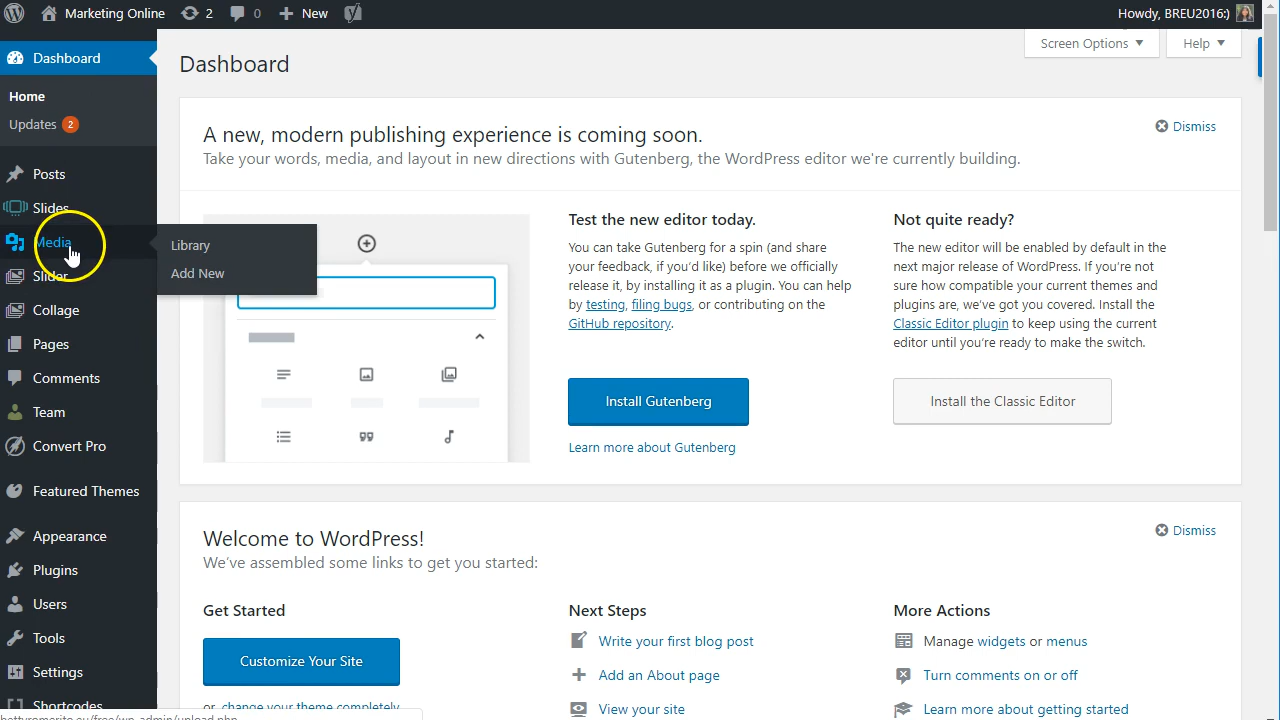 Marketing Online 2 0 New Howdy, BREU2016:)
Screen Options Help
Dashboard
Home
Updates 2
Posts
Slides
Media
Slider
Collage
Pages
Comments
Team
Convert Pro
Featured Themes
Appearance
Plugins
Users
Tools
Settings
Shortcodes
Library
Add New
Dashboard
A new, modern publishing experience is coming soon.
Dismiss
Take your words, media, and layout in new directions with Gutenberg, the WordPress editor we're currently building.
Test the new editor today.
You can take Gutenberg for a spin (and share
your feedback, if you'd like) before we officially
release it, by installing it as a plugin. You can help
by testing, filing bugs, or contributing on the
GitHub repository.
Install Gutenberg
Learn more about Gutenberg
Not quite ready?
The new editor will be enabled by default in the
next major release of WordPress. If you're not
sure how compatible your current themes and
plugins are, we've got you covered. Install the
Classic Editor plugin to keep using the current
editor until you're ready to make the switch.
Install the Classic Editor
Welcome to WordPress!
Dismiss
We've assembled some links to get you started:
Get Started
Customize Your Site
or, change your theme completely
Next Steps
Write your first blog post
Add an About page
View your site
More Actions
Manage widgets or menus
Turn comments on or off
Learn more about getting started